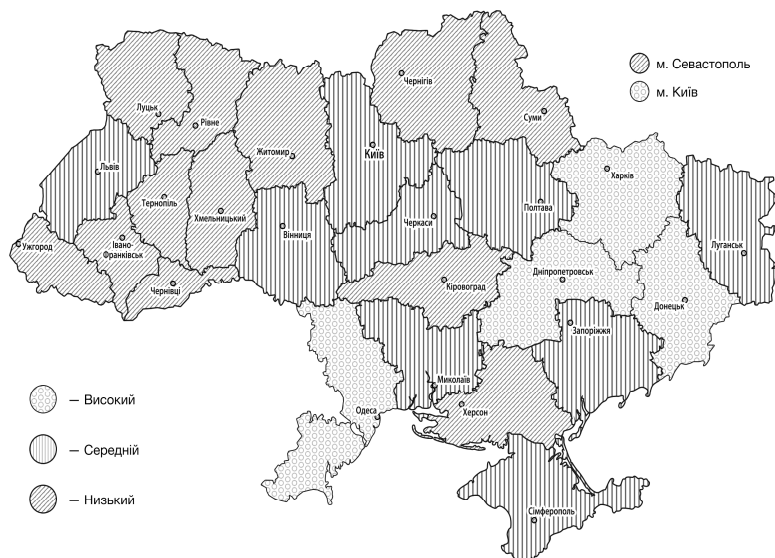 м. Севастополь
м. Київ
Чернігів
Луцьк
Рівне
Суми
Житомир
Київ
Львів
Харків
Тернопіль
Хмельницький
Полтава
Черкаси
Вінниця
Ужгород
Івано-
Франківськ
Луганськ
Чернівці
Кіровоград
Дніпропетровськ
Донецьк
Запоріжжя
Миколаїв
Одеса
Херсон
Сімферополь
– Високий
– Середній
– Низький